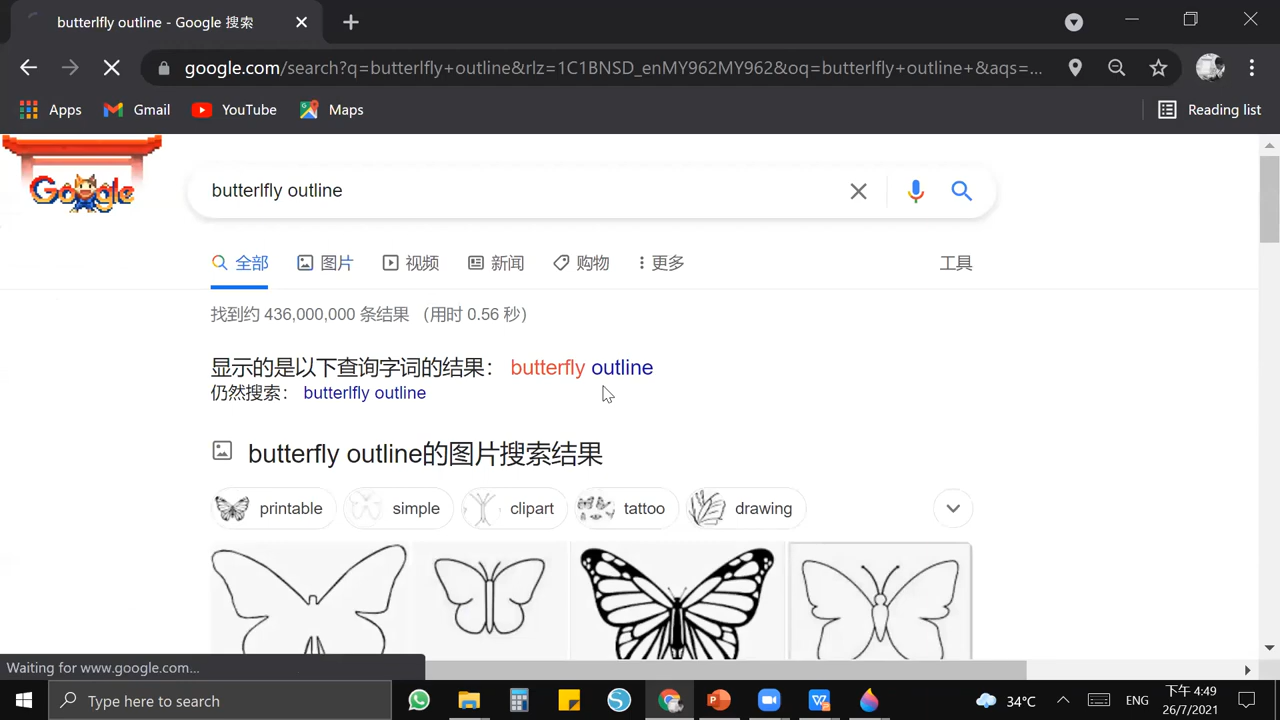 butterlfly outline - Google 搜索
google.com/search?q=butterlfly+outline&rlz=1C1BNSD_enMY962MY962&oq=butterlfly+outline+&aqs=...
Apps Gmail YouTube Maps Reading list
Google
butterlfly outline
全部 图片 视频 新闻 购物 更多 工具
找到约 436,000,000 条结果 （用时 0.56 秒）
显示的是以下查询字词的结果： butterfly outline
仍然搜索： butterlfly outline
butterfly outline的图片搜索结果
printable simple clipart tattoo drawing
Waiting for www.google.com...
Type here to search
34°C
ENG
下午 4:49
26/7/2021